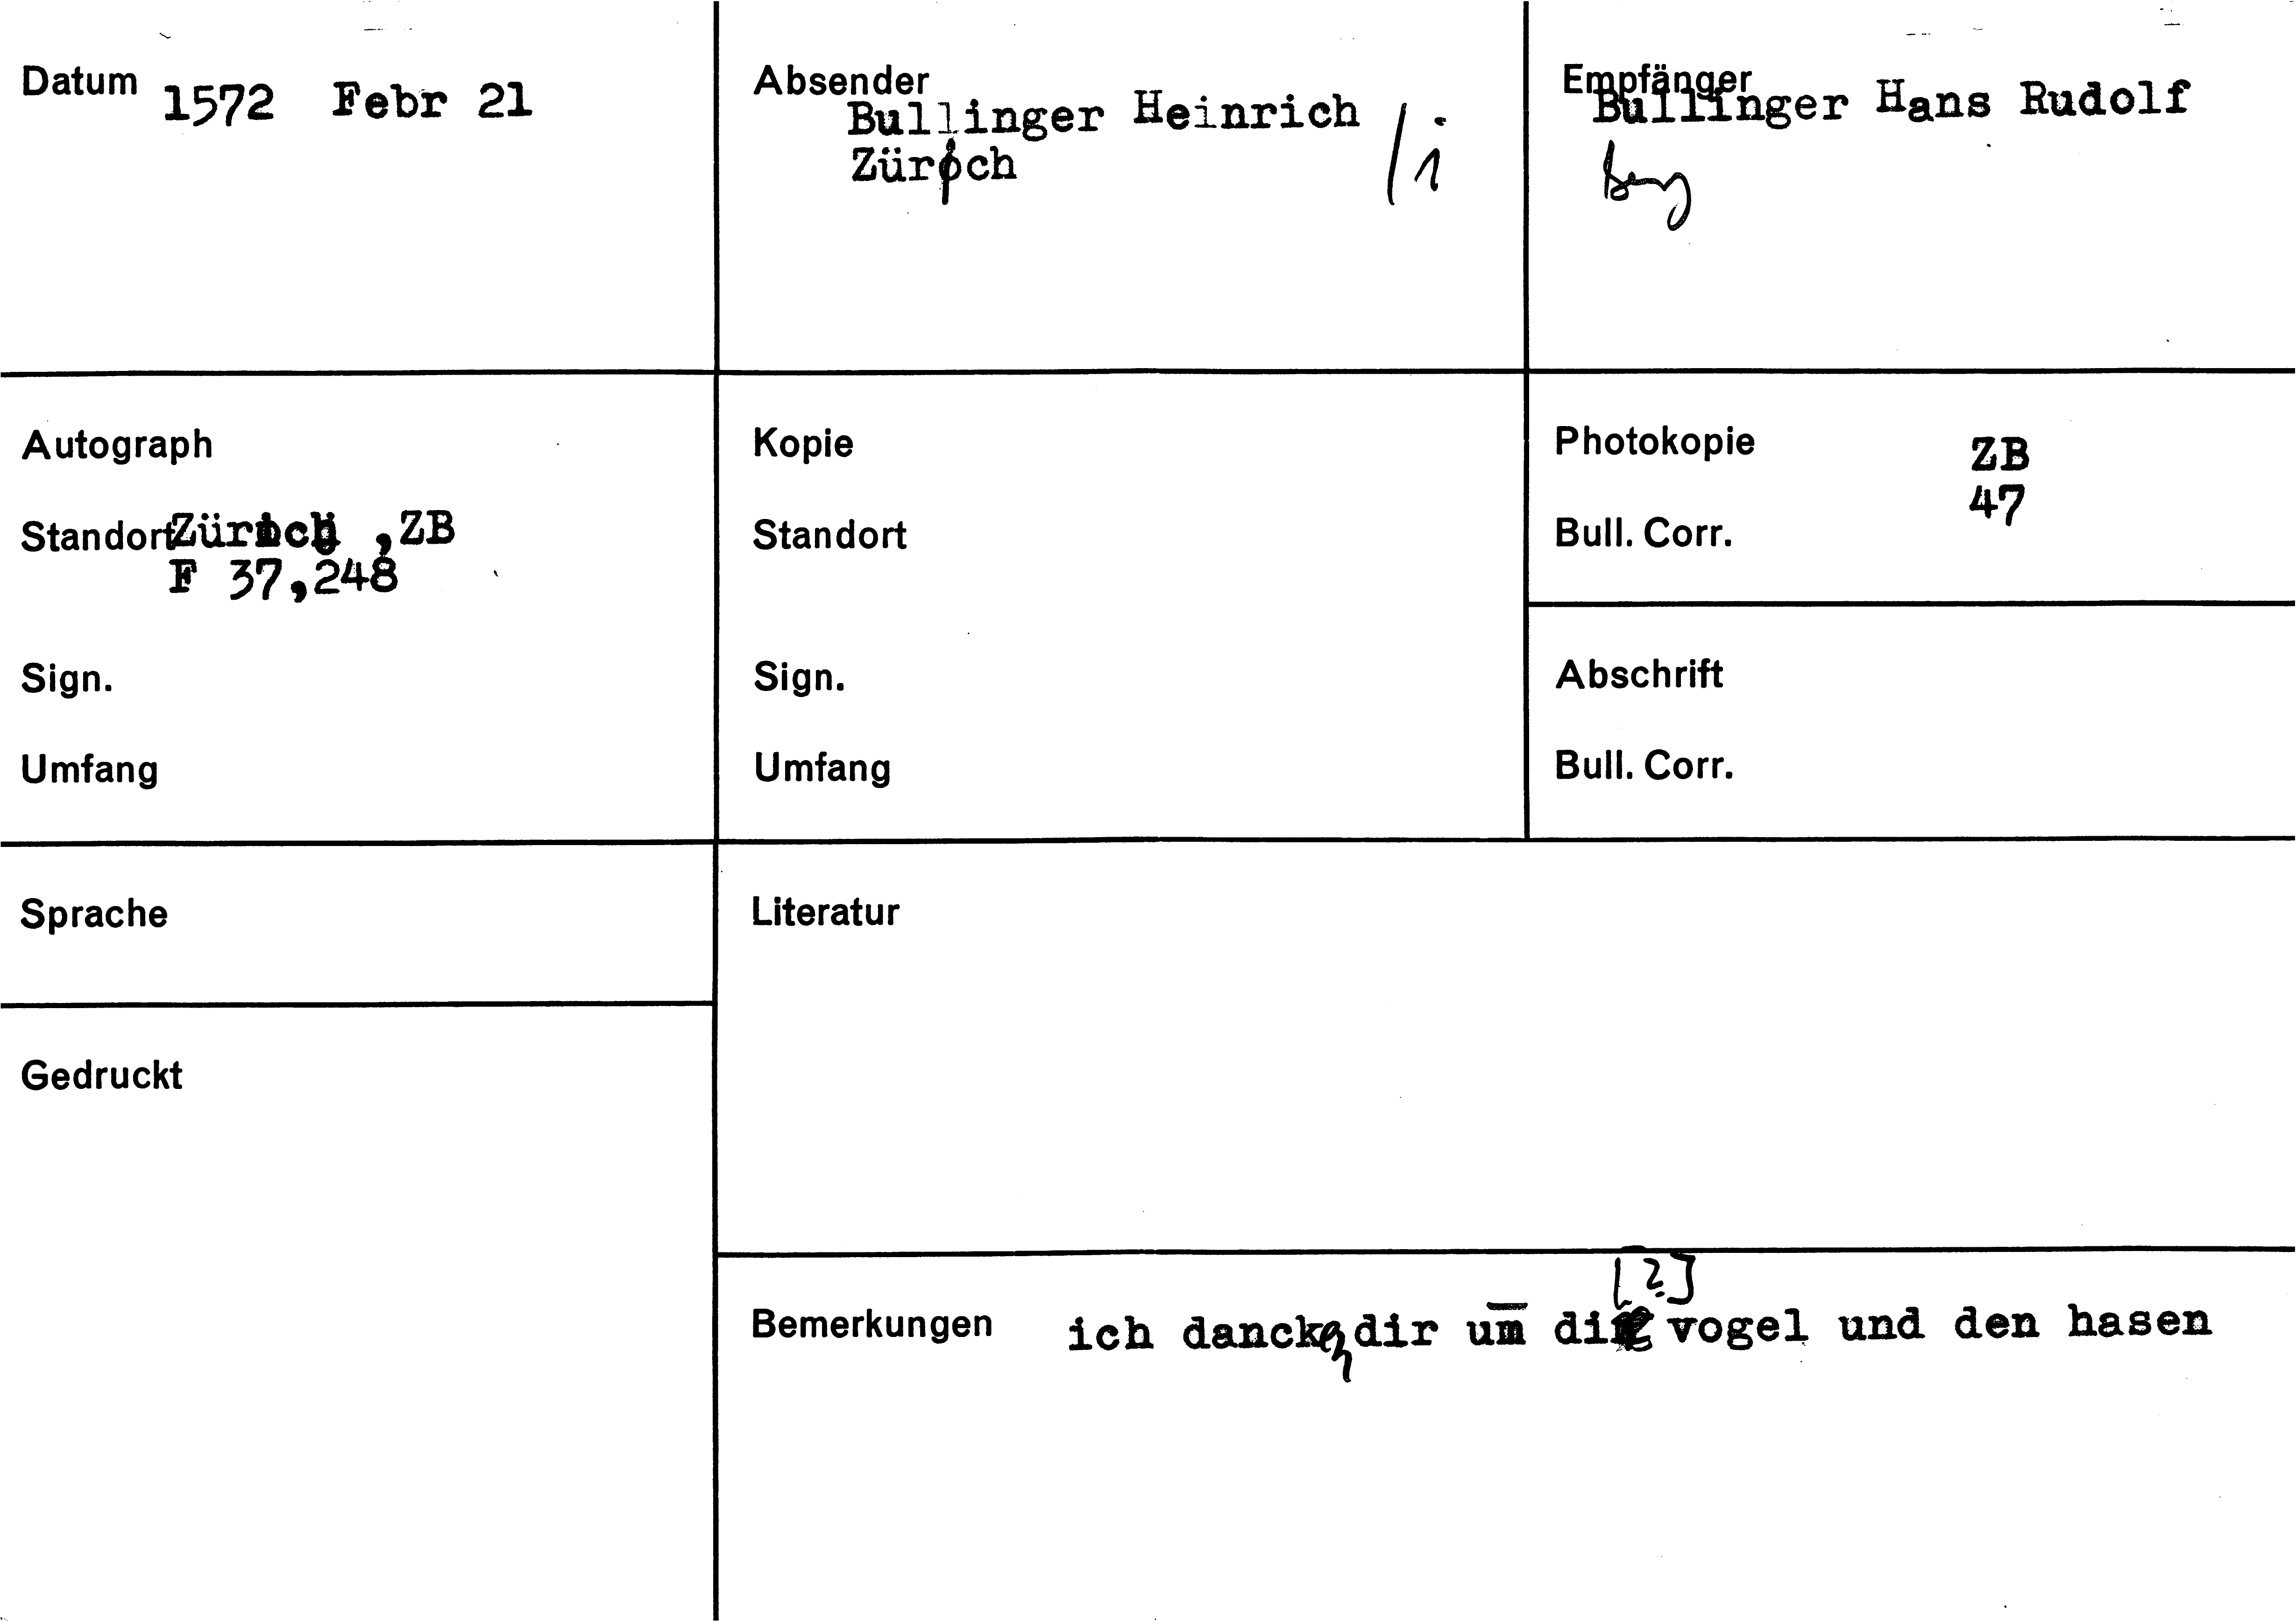 Datum 1572 Febr 21
Absender
Bullinger Heinrich
Zürich /i
Empfänger
Bullinger Hans Rudolf
Berg
Autograph
Standort Zürich ,ZB
F 37,248
Sign.
Umfang
Kopie
Standort
Sign.
Umfang
Photokopie ZB
Bull. Corr. 47
Abschrift
Bull. Corr.
Sprache
Gedruckt
Literatur
[?]
Bemerkungen ich dancke dir um̅ die vogel und den hasen